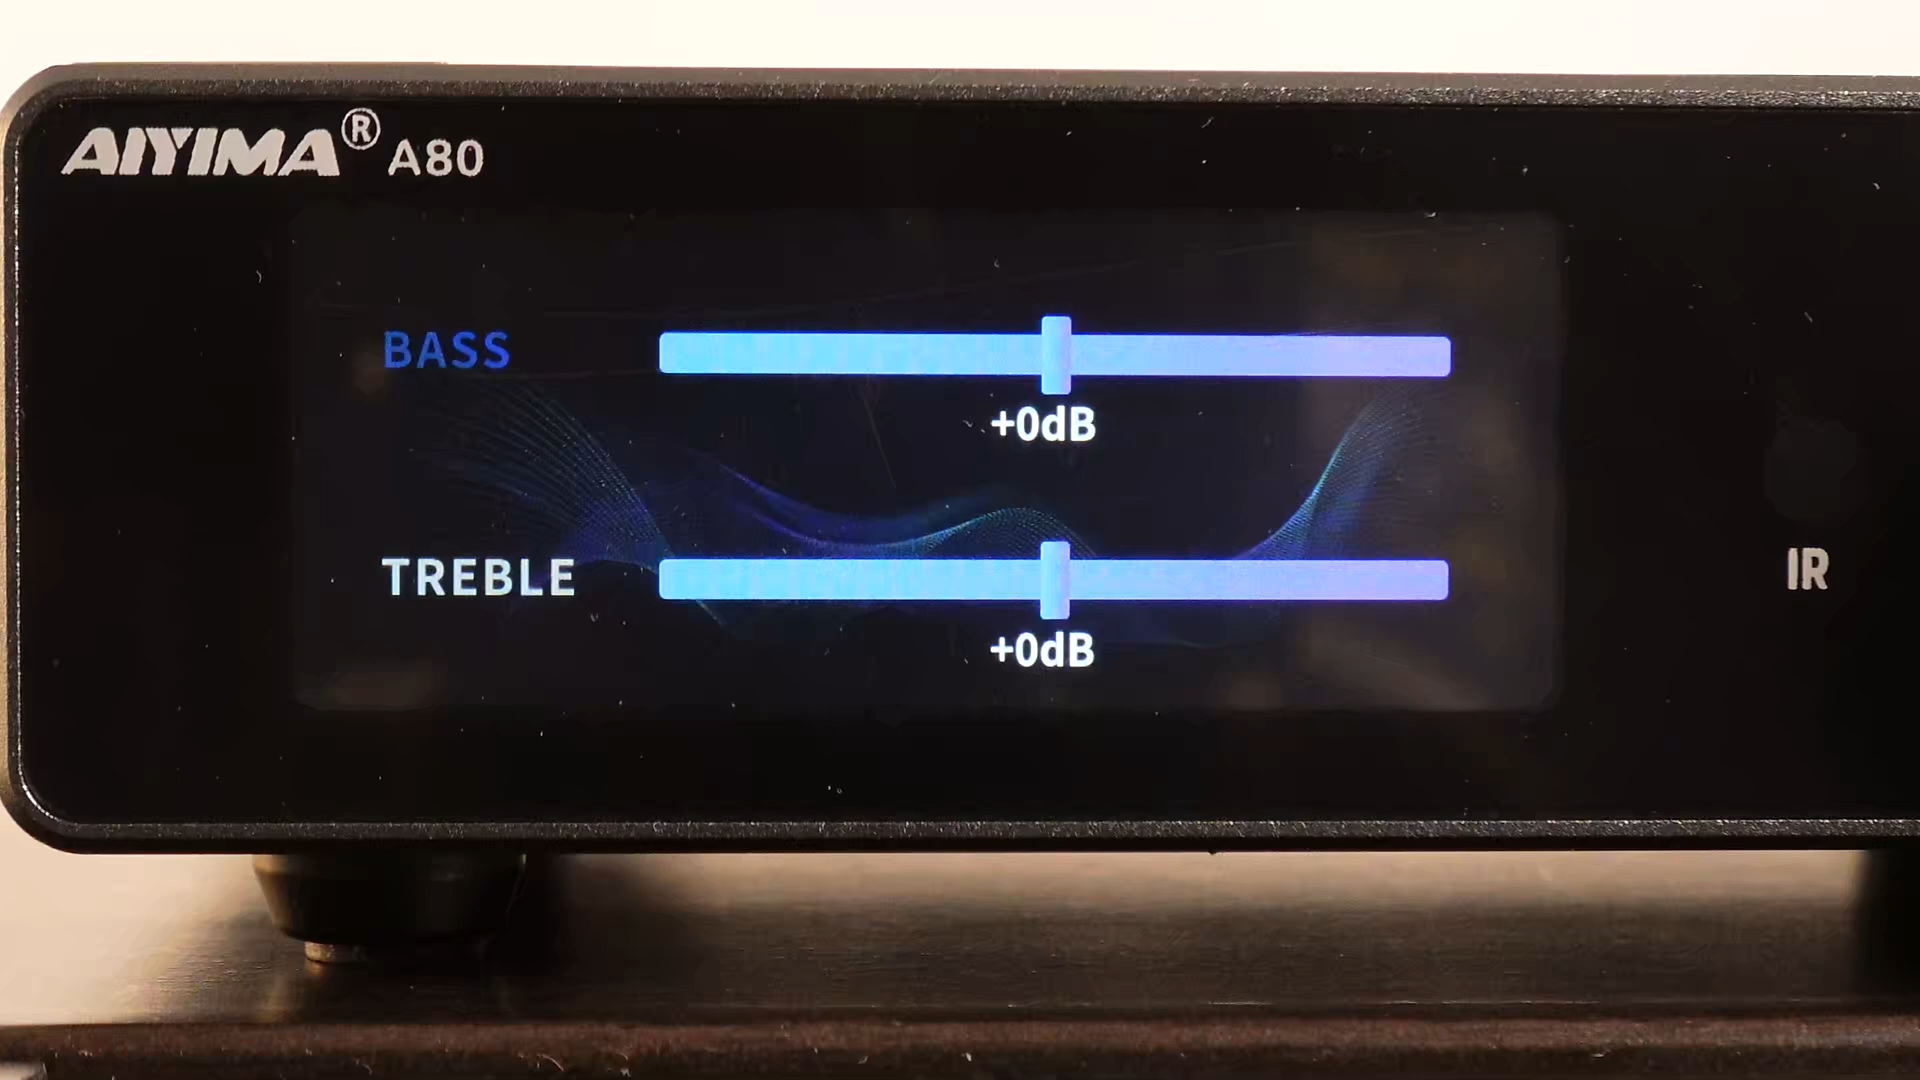 AIYIMA® A80
BASS
+0dB
TREBLE
+0dB
IR